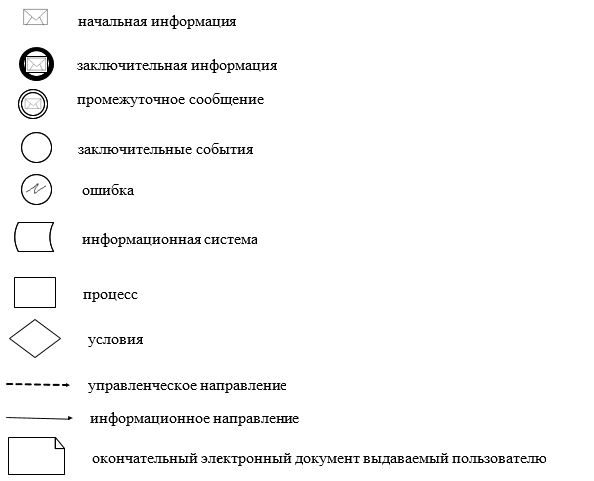 начальная информация
заключительная информация
промежуточное сообщение
заключительные события
ошибка
информационная система
процесс
условия
управленческое направление
информационное направление
окончательный электронный документ выдаваемый пользователю